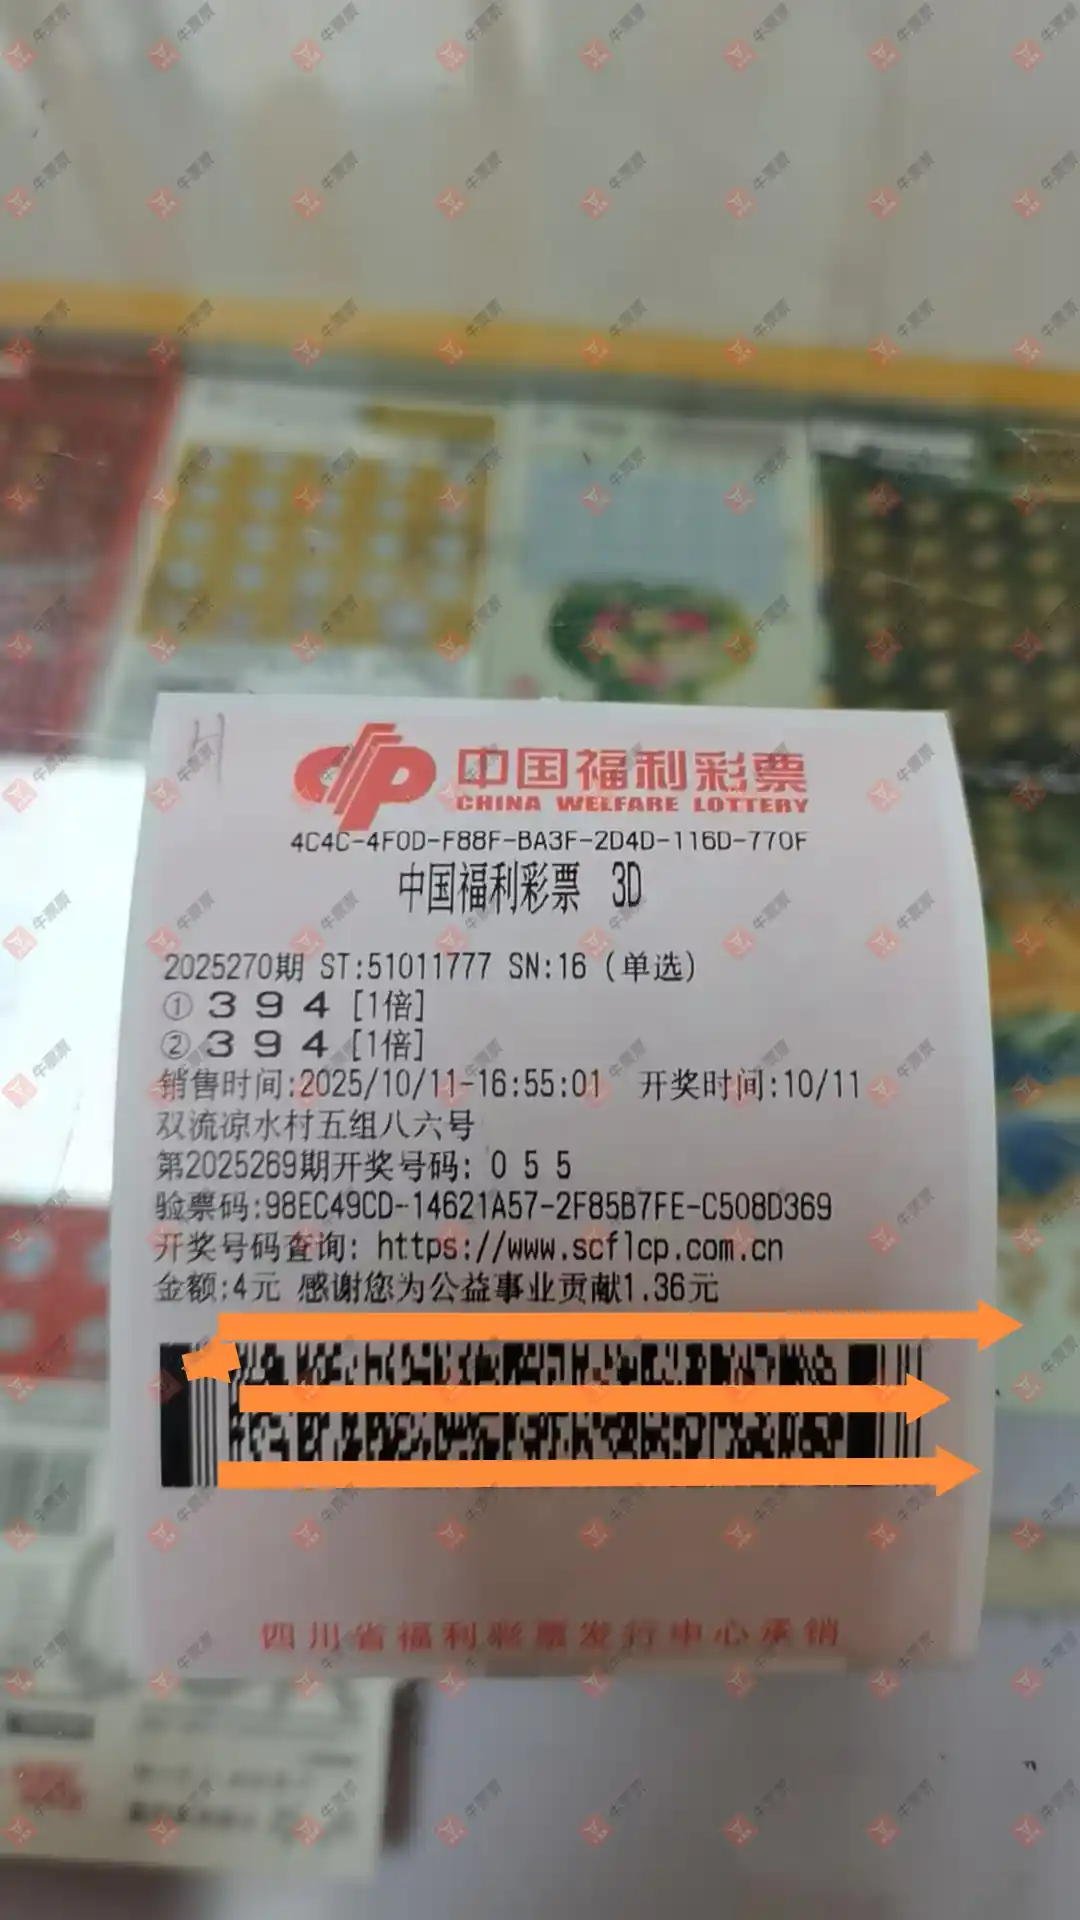 中国福利彩票
CHINA WELFARE LOTTERY
4C4C-4F0D-F88F-BA3F-2D4D-116D-770F
中国福利彩票 3D
2025270期 ST:51011777 SN:16 (单选)
① 3 9 4 [1倍]
② 3 9 4 [1倍]
销售时间:2025/10/11-16:55:01 开奖时间:10/11
双流凉水村五组八六号
第2025269期开奖号码: 0 5 5
验票码:98EC49CD-14621A57-2F85B7FE-C508D369
开奖号码查询: https://www.scflcp.com.cn
金额:4元 感谢您为公益事业贡献1.36元
四川省福利彩票发行中心承销